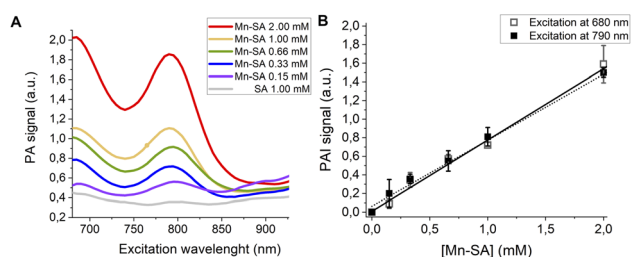 A
Mn-SA 2.00 mM
Mn-SA 1.00 mM
Mn-SA 0.66 mM
Mn-SA 0.33 mM
Mn-SA 0.15 mM
SA 1.00 mM
PA signal (a.u.)
2,2
2,0
1,8
1,6
1,4
1,2
1,0
0,8
0,6
0,4
0,2
700 750 800 850 900
Excitation wavelenght (nm)
B
Excitation at 680 nm
Excitation at 790 nm
PAI signal (a.u.)
2,0
1,8
1,6
1,4
1,2
1,0
0,8
0,6
0,4
0,2
0,0
0,0 0,5 1,0 1,5 2,0
[Mn-SA] (mM)